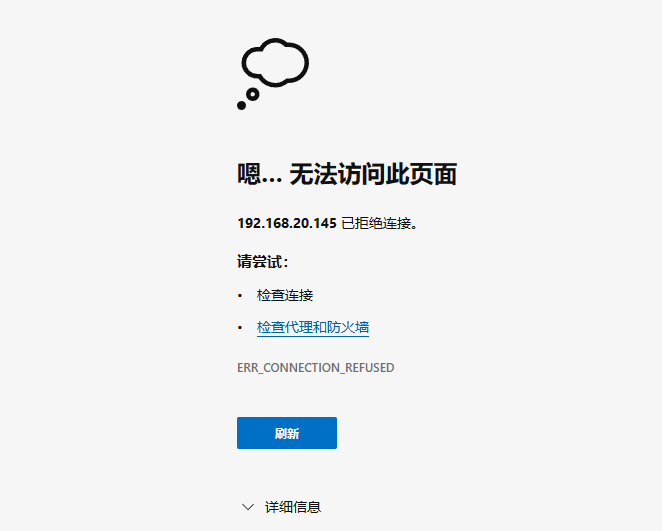 嗯... 无法访问此页面
192.168.20.145 已拒绝连接。
请尝试：
• 检查连接
• 检查代理和防火墙
ERR_CONNECTION_REFUSED
刷新
详细信息